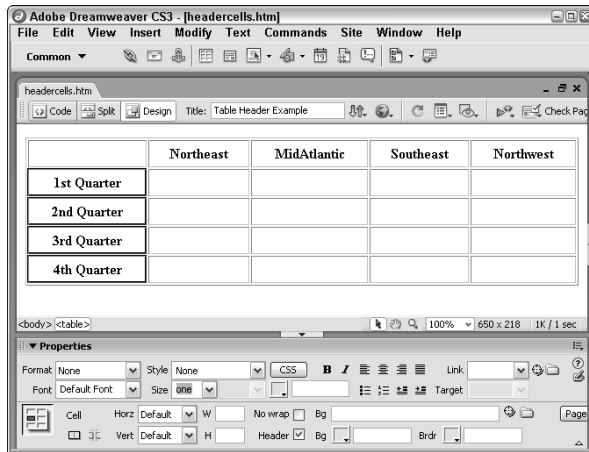 Adobe Dreamweaver CS3 - [headercells.htm]
File Edit View Insert Modify Text Commands Site Window Help
Common
headercells.htm
Code Split Design Title: Table Header Example Check Pag
Northeast MidAtlantic Southeast Northwest
1st Quarter
2nd Quarter
3rd Quarter
4th Quarter
<body> <table> 100% 650 x 218 1K / 1 sec
Properties
Format None Style None CSS B I Link
Font Default Font Size one Target
Cell Horz Default W No wrap Bg Page
Vert Default H Header Bg Brdr